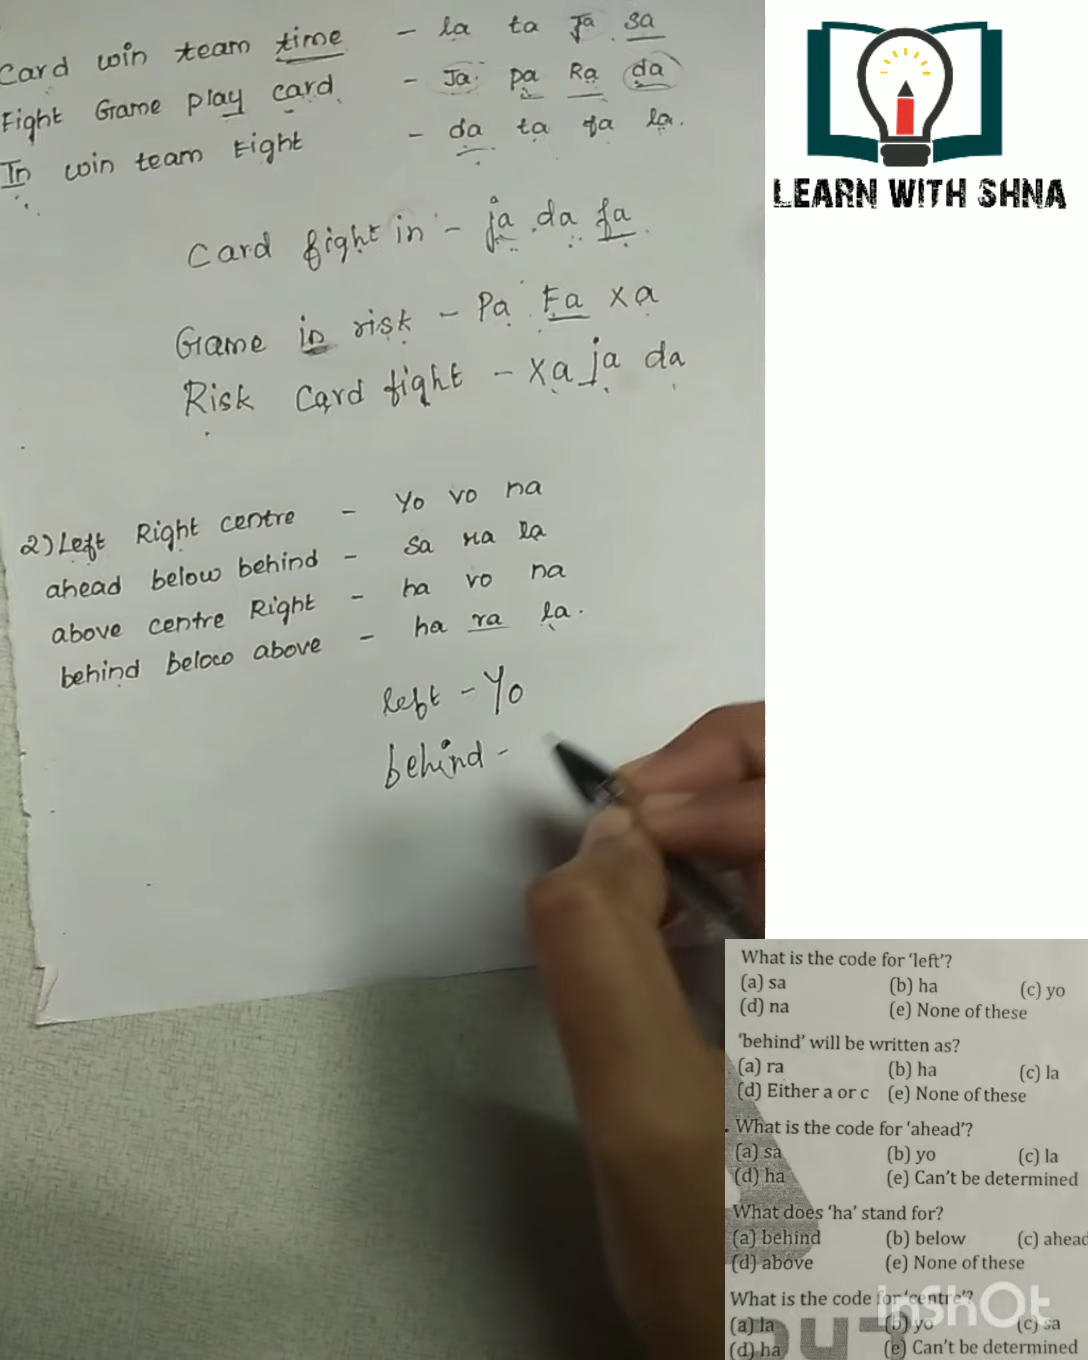 Card win team time - la ta Ja sa
Fight Game play card - Ja pa Ra da
In win team Fight - da ta fa la.
Card fight in - ja da fa
Game in risk - Pa Fa xa
Risk Card fight - xa ja da
2) Left Right centre - Yo vo na
ahead below behind - sa ra la
above centre Right - ha vo na
behind below above - ha ra la.
left - Yo
behind -
LEARN WITH SHNA
What is the code for 'left'?
(a) sa (b) ha (c) yo
(d) na (e) None of these
'behind' will be written as?
(a) ra (b) ha (c) la
(d) Either a or c (e) None of these
What is the code for 'ahead'?
(a) sa (b) yo (c) la
(d) ha (e) Can't be determined
What does 'ha' stand for?
(a) behind (b) below (c) ahead
(d) above (e) None of these
What is the code for 'centre'?
(a) la (b) yo (c) sa
(d) ha (e) Can't be determined
inShOt